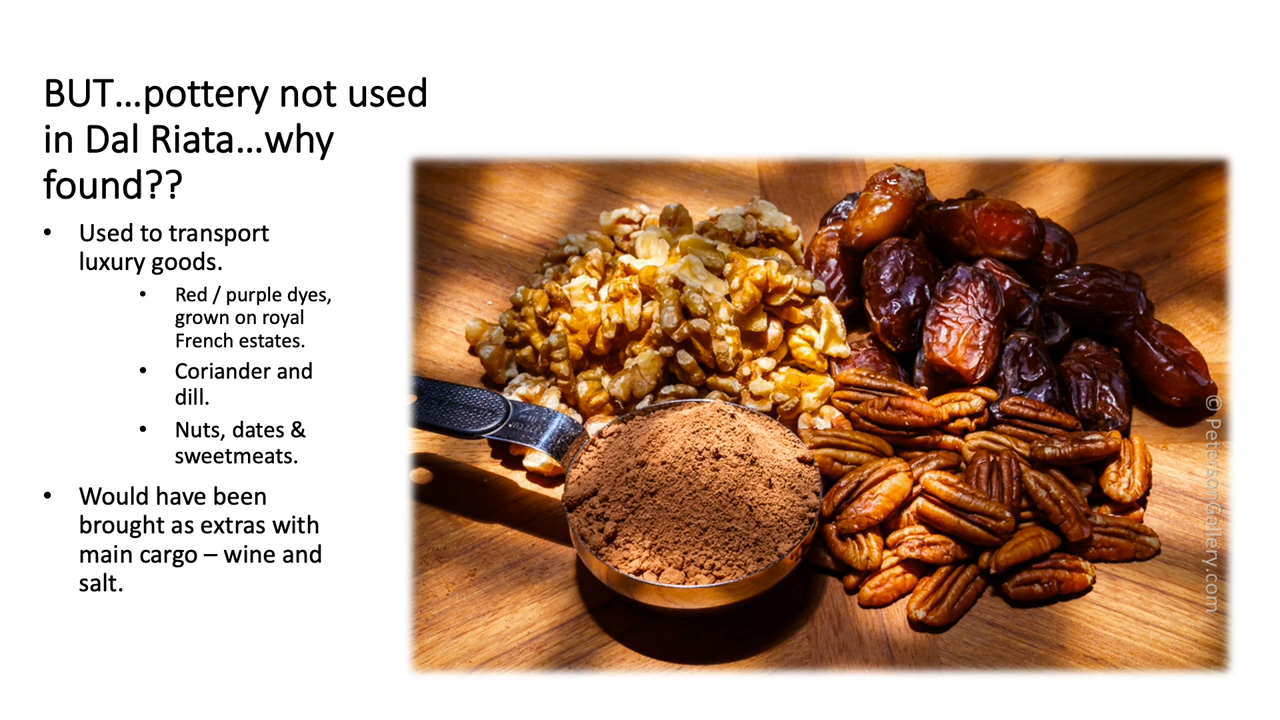 BUT…pottery not used
in Dal Riata…why
found??
• Used to transport
luxury goods.
• Red / purple dyes,
grown on royal
French estates.
• Coriander and
dill.
• Nuts, dates &
sweetmeats.
• Would have been
brought as extras with
main cargo – wine and
salt.
© PetersonGallery.com